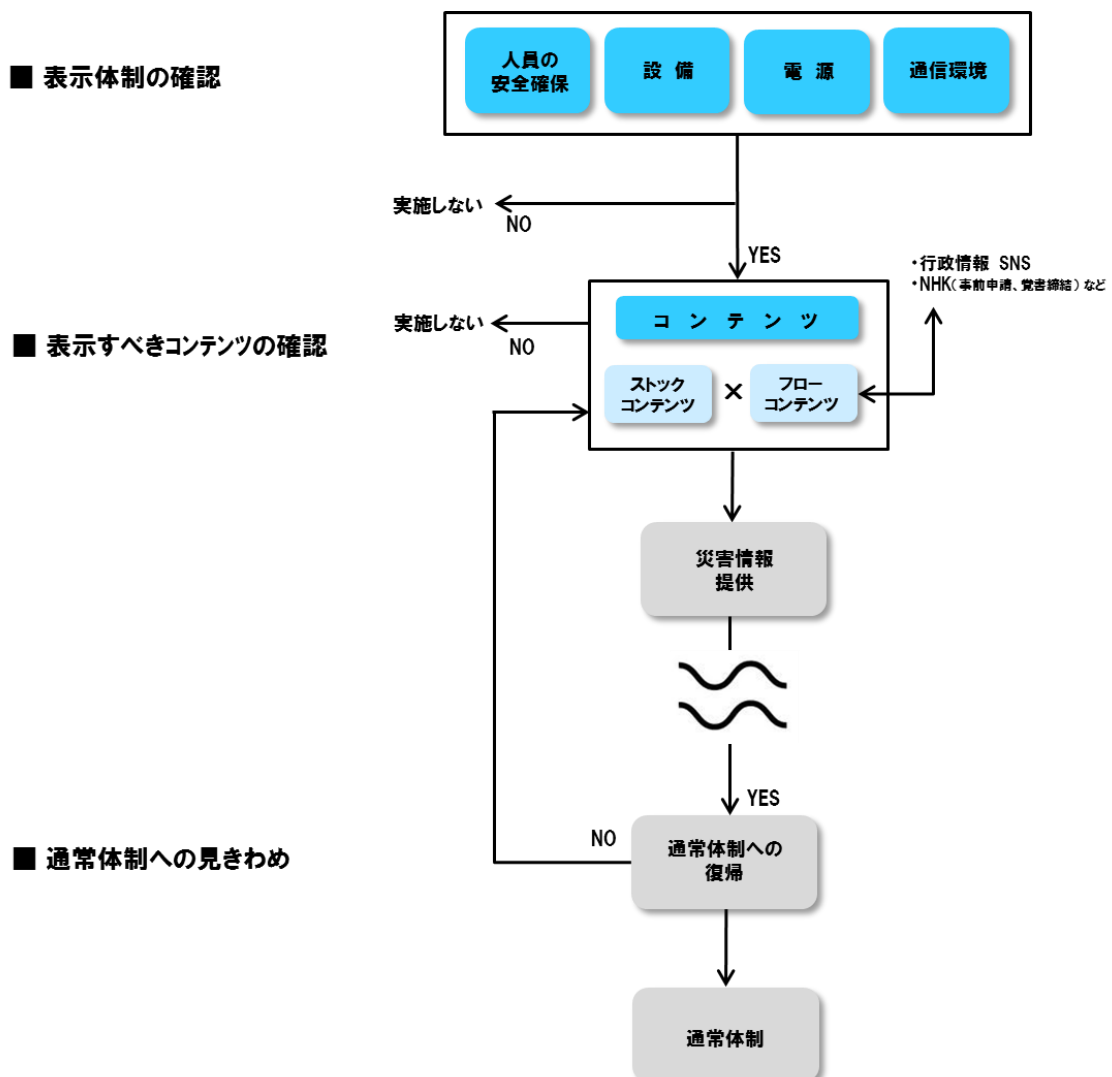 ■ 表示体制の確認
人員の
安全確保
設 備
電 源
通信環境
実施しない
NO
YES
・行政情報 SNS
・NHK(事前申請、覚書締結)など
■ 表示すべきコンテンツの確認
実施しない
NO
コ ン テ ン ツ
ストック
コンテンツ
×
フロー
コンテンツ
災害情報
提供
YES
■ 通常体制への見きわめ
NO
通常体制への
復帰
通常体制